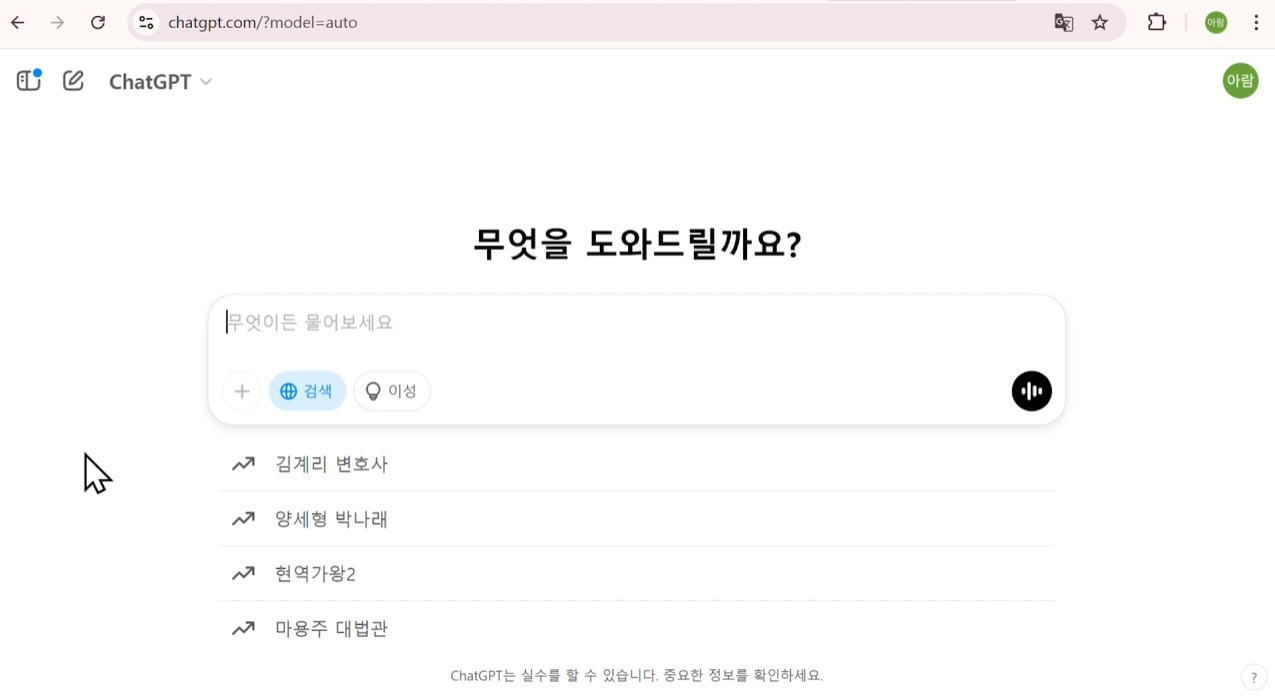 chatgpt.com/?model=auto
아람
ChatGPT
아람
무엇을 도와드릴까요?
무엇이든 물어보세요
검색 이성
김계리 변호사
양세형 박나래
현역가왕2
마용주 대법관
ChatGPT는 실수를 할 수 있습니다. 중요한 정보를 확인하세요.
?